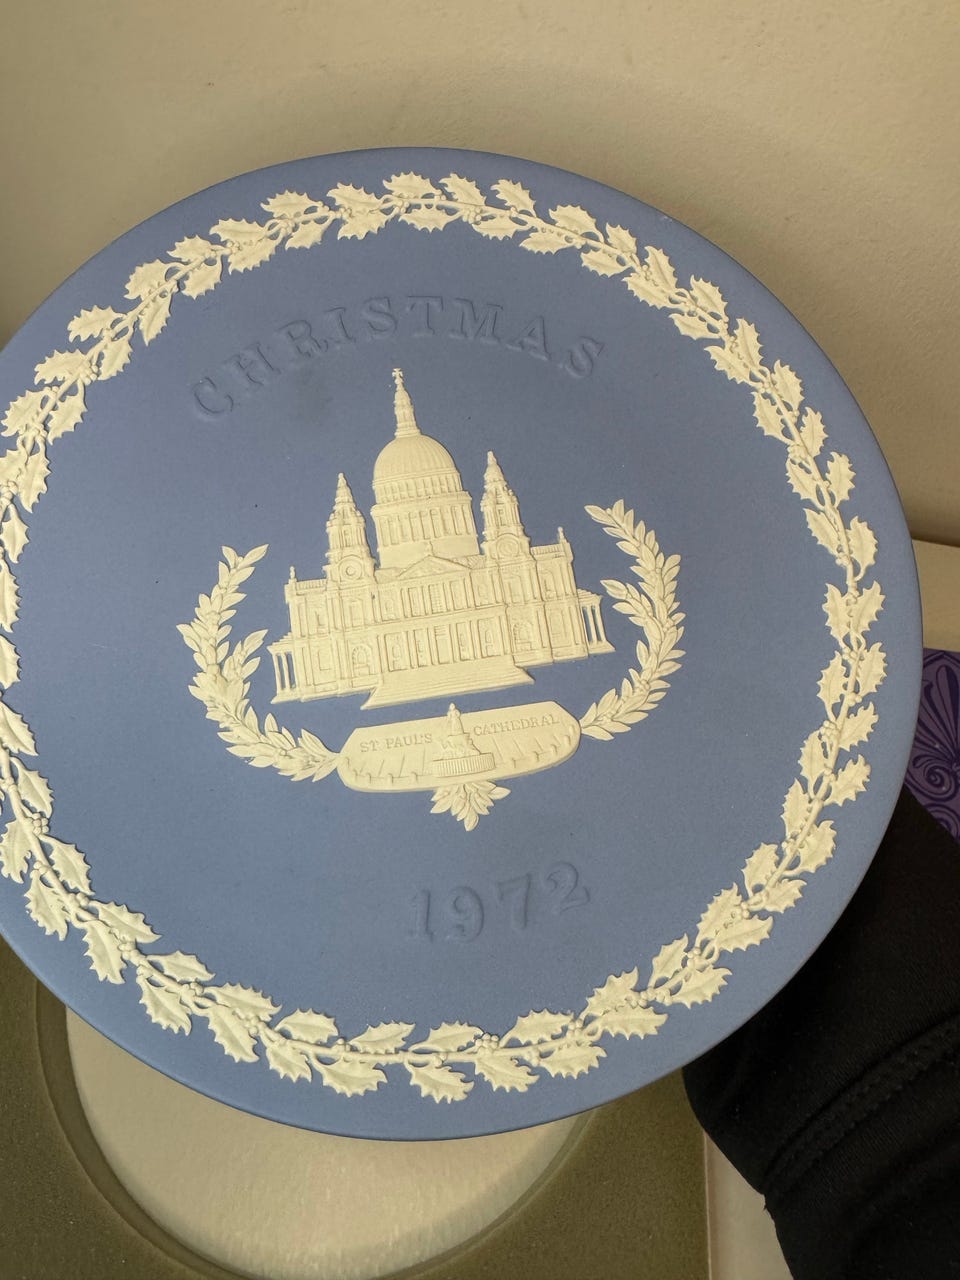 CHRISTMAS
ST. PAUL'S CATHEDRAL
1972